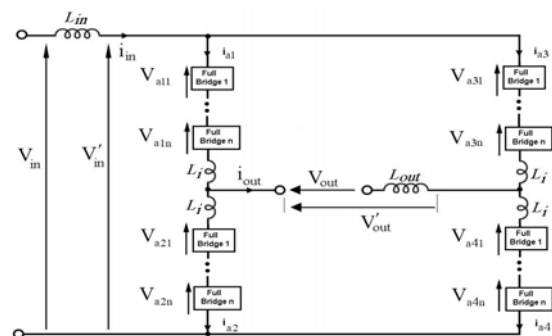 Lin
iin
ia1
ia3
Va11
Full Bridge 1
Va31
Full Bridge 1
Va1n
Full Bridge n
Va3n
Full Bridge n
Vin
V'in
Li
iout
Vout
Lout
Li
Li
V'out
Li
Va21
Full Bridge 1
Va41
Full Bridge 1
Va2n
Full Bridge n
Va4n
Full Bridge n
ia2
ia4